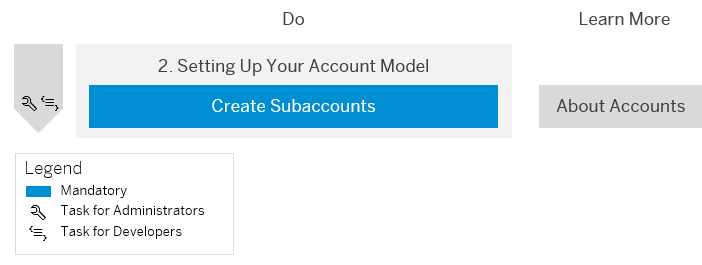 Do
Learn More
2. Setting Up Your Account Model
Create Subaccounts
About Accounts
Legend
Mandatory
Task for Administrators
Task for Developers